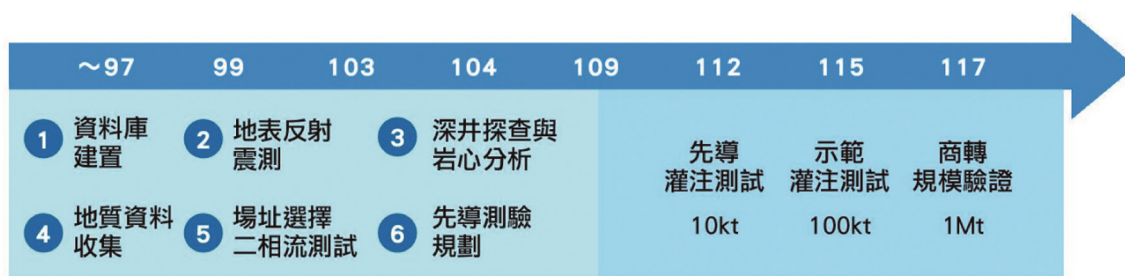 ～97 99 103 104 109 112 115 117
1 資料庫
建置
2 地表反射
震測
3 深井探查與
岩心分析
4 地質資料
收集
5 場址選擇
二相流測試
6 先導測驗
規劃
先導
灌注測試
10kt
示範
灌注測試
100kt
商轉
規模驗證
1Mt